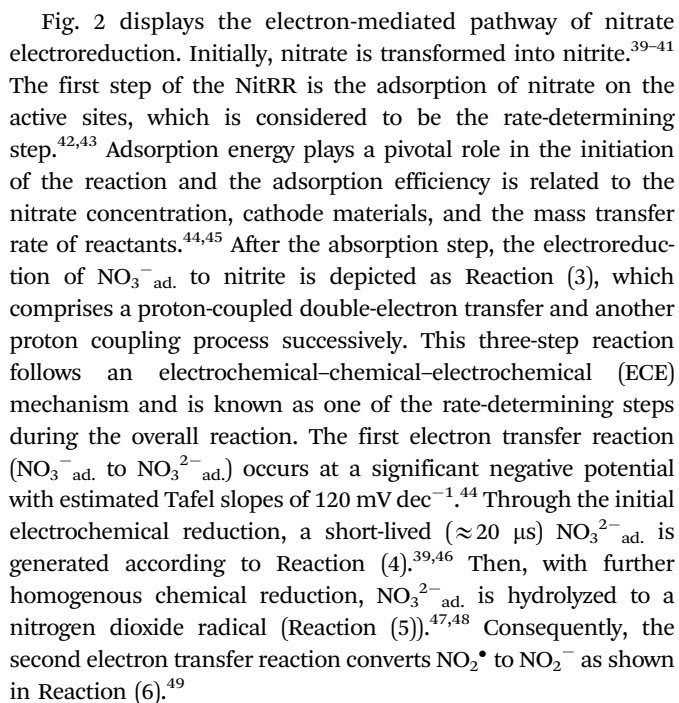 Fig. 2 displays the electron-mediated pathway of nitrate
electroreduction. Initially, nitrate is transformed into nitrite.³⁹⁻⁴¹
The first step of the NitRR is the adsorption of nitrate on the
active sites, which is considered to be the rate-determining
step.⁴²,⁴³ Adsorption energy plays a pivotal role in the initiation
of the reaction and the adsorption efficiency is related to the
nitrate concentration, cathode materials, and the mass transfer
rate of reactants.⁴⁴,⁴⁵ After the absorption step, the electroreduc-
tion of NO₃⁻ad. to nitrite is depicted as Reaction (3), which
comprises a proton-coupled double-electron transfer and another
proton coupling process successively. This three-step reaction
follows an electrochemical–chemical–electrochemical (ECE)
mechanism and is known as one of the rate-determining steps
during the overall reaction. The first electron transfer reaction
(NO₃⁻ad. to NO₃²⁻ad.) occurs at a significant negative potential
with estimated Tafel slopes of 120 mV dec⁻¹.⁴⁴ Through the initial
electrochemical reduction, a short-lived (≈20 μs) NO₃²⁻ad. is
generated according to Reaction (4).³⁹,⁴⁶ Then, with further
homogenous chemical reduction, NO₃²⁻ad. is hydrolyzed to a
nitrogen dioxide radical (Reaction (5)).⁴⁷,⁴⁸ Consequently, the
second electron transfer reaction converts NO₂• to NO₂⁻ as shown
in Reaction (6).⁴⁹